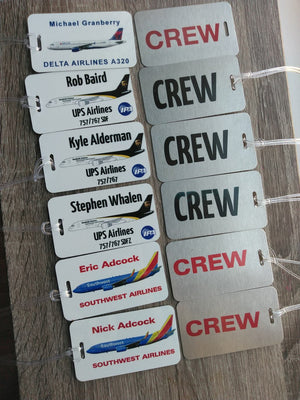 Michael Granberry
DELTA AIRLINES A320
CREW
Rob Baird
UPS Airlines
757/767 SDF
CREW
Kyle Alderman
UPS Airlines
757/767
CREW
Stephen Whalen
UPS Airlines
757/767 SDFZ
CREW
Eric Adcock
SOUTHWEST AIRLINES
CREW
Nick Adcock
SOUTHWEST AIRLINES
CREW